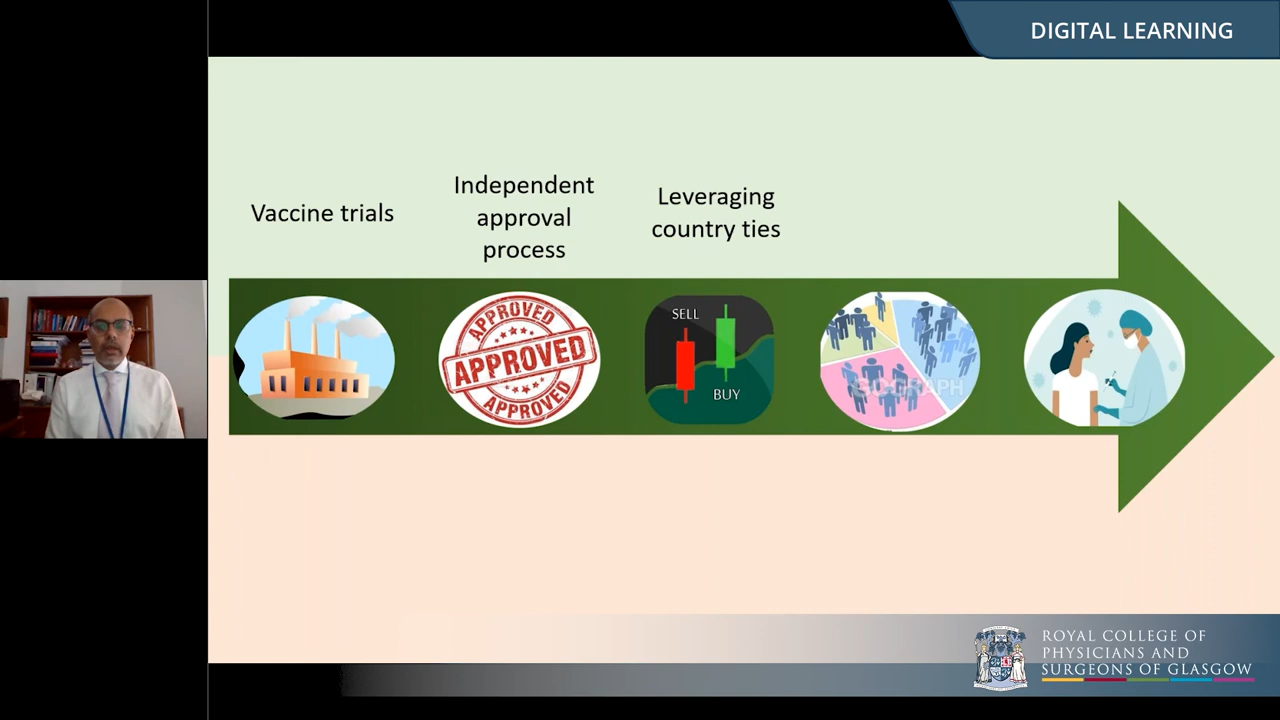 DIGITAL LEARNING
Vaccine trials
Independent
approval
process
Leveraging
country ties
APPROVED
APPROVED
APPROVED
SELL
BUY
GOGRAPH
ROYAL COLLEGE OF
PHYSICIANS AND
SURGEONS OF GLASGOW